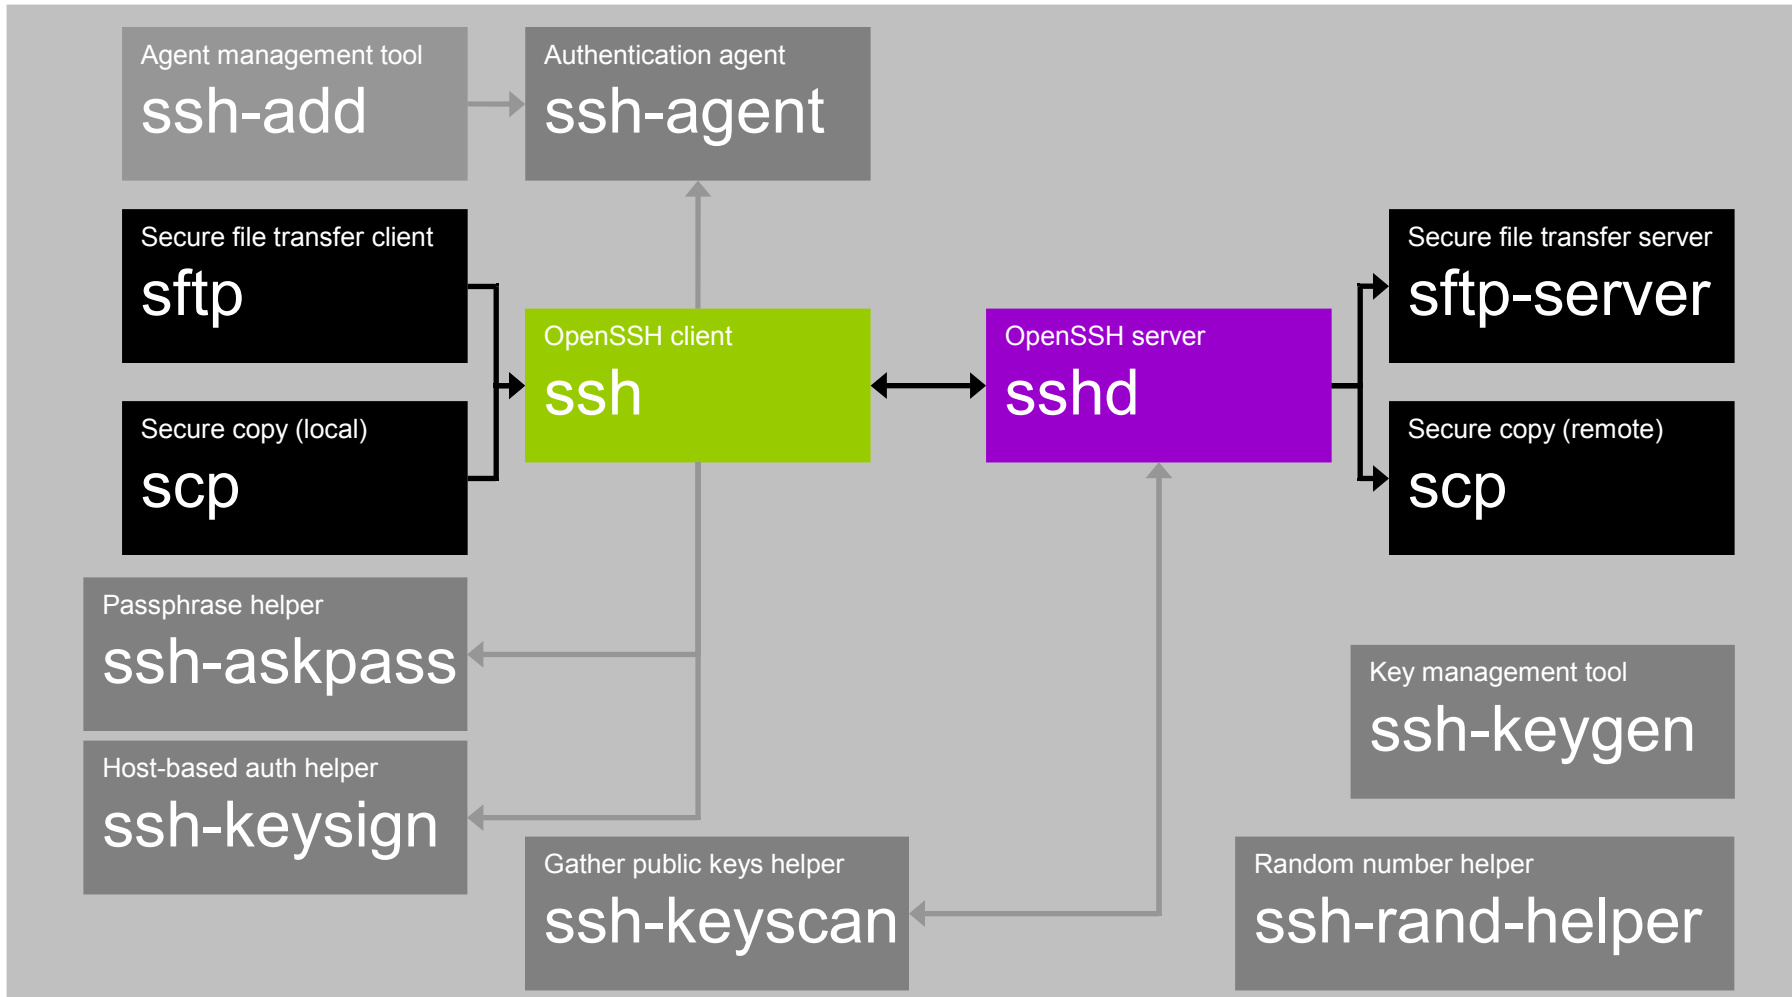 Agent management tool
ssh-add
Authentication agent
ssh-agent
Secure file transfer client
sftp
Secure file transfer server
sftp-server
OpenSSH client
ssh
OpenSSH server
sshd
Secure copy (local)
scp
Secure copy (remote)
scp
Passphrase helper
ssh-askpass
Key management tool
ssh-keygen
Host-based auth helper
ssh-keysign
Gather public keys helper
ssh-keyscan
Random number helper
ssh-rand-helper